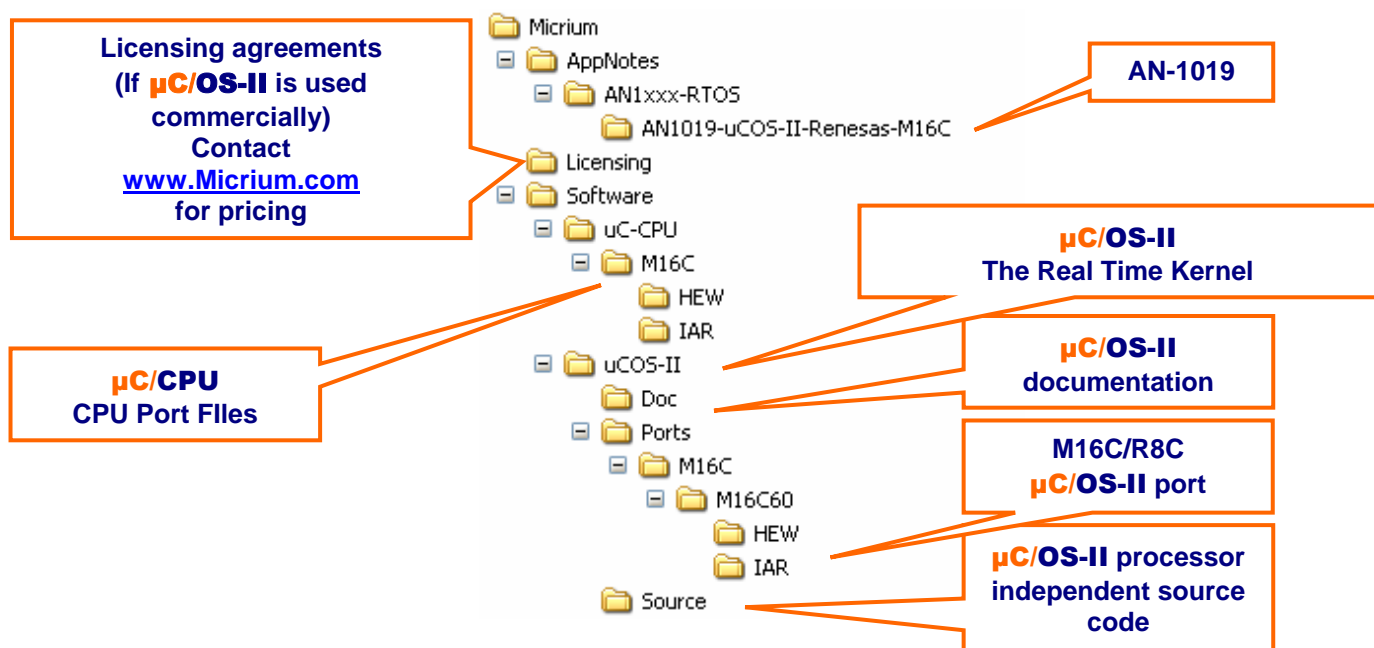 Licensing agreements
(If µC/OS-II is used
commercially)
Contact
www.Micrium.com
for pricing
µC/CPU
CPU Port FIles
Micrium
AppNotes
AN1xxx-RTOS
AN1019-uCOS-II-Renesas-M16C
Licensing
Software
uC-CPU
M16C
HEW
IAR
uCOS-II
Doc
Ports
M16C
M16C60
HEW
IAR
Source
AN-1019
µC/OS-II
The Real Time Kernel
µC/OS-II
documentation
M16C/R8C
µC/OS-II port
µC/OS-II processor
independent source
code